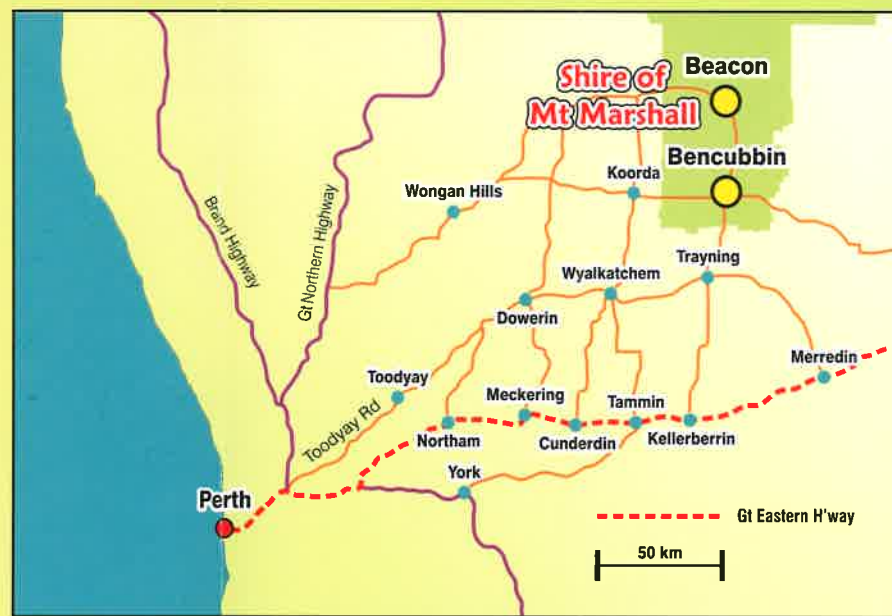 Shire of
Mt Marshall
Beacon
Bencubbin
Koorda
Wongan Hills
Brand Highway
Gt Northern Highway
Trayning
Wyalkatchem
Dowerin
Merredin
Toodyay
Meckering
Tammin
Toodyay Rd
Northam
Cunderdin
Kellerberrin
York
Perth
Gt Eastern H'way
50 km